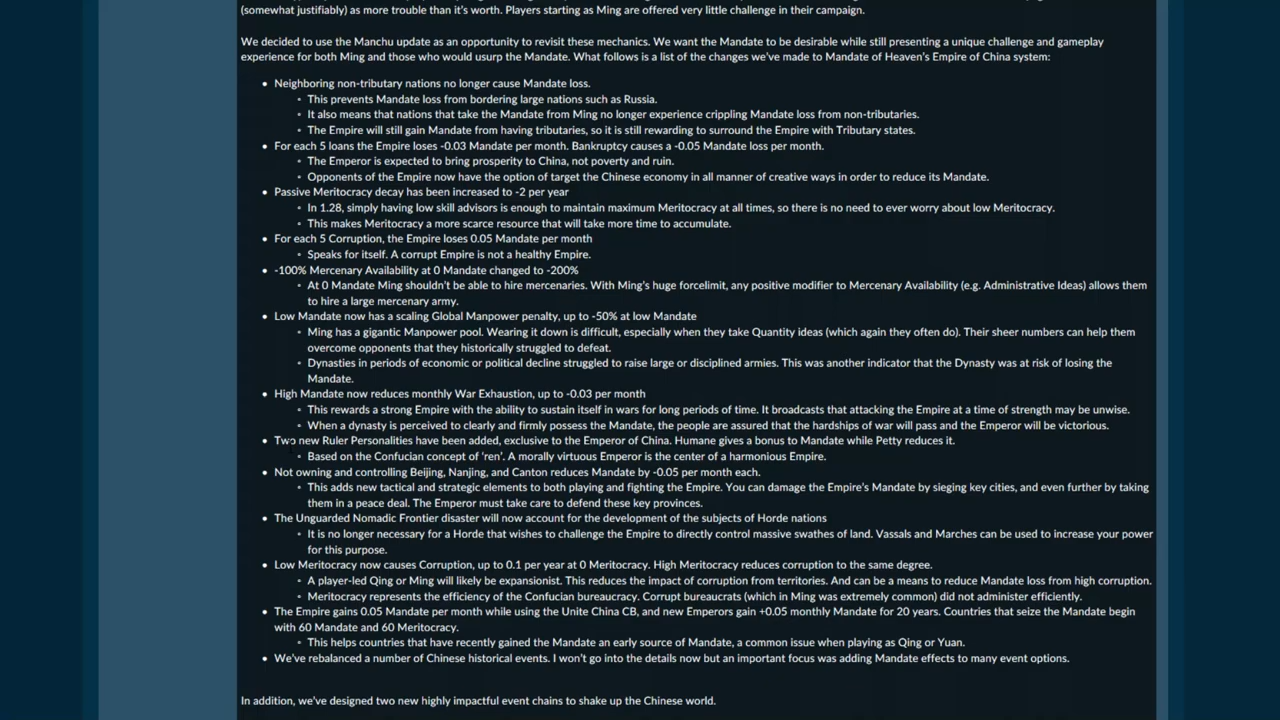 (somewhat justifiably) as more trouble than it's worth. Players starting as Ming are offered very little challenge in their campaign.
We decided to use the Manchu update as an opportunity to revisit these mechanics. We want the Mandate to be desirable while still presenting a unique challenge and gameplay
experience for both Ming and those who would usurp the Mandate. What follows is a list of the changes we've made to Mandate of Heaven's Empire of China system:
• Neighboring non-tributary nations no longer cause Mandate loss.
• This prevents Mandate loss from bordering large nations such as Russia.
• It also means that nations that take the Mandate from Ming no longer experience crippling Mandate loss from non-tributaries.
• The Empire will still gain Mandate from having tributaries, so it is still rewarding to surround the Empire with Tributary states.
• For each 5 loans the Empire loses -0.03 Mandate per month. Bankruptcy causes a -0.05 Mandate loss per month.
• The Emperor is expected to bring prosperity to China, not poverty and ruin.
• Opponents of the Empire now have the option of target the Chinese economy in all manner of creative ways in order to reduce its Mandate.
• Passive Meritocracy decay has been increased to -2 per year
• In 1.28, simply having low skill advisors is enough to maintain maximum Meritocracy at all times, so there is no need to ever worry about low Meritocracy.
• This makes Meritocracy a more scarce resource that will take more time to accumulate.
• For each 5 Corruption, the Empire loses 0.05 Mandate per month
• Speaks for itself. A corrupt Empire is not a healthy Empire.
• -100% Mercenary Availability at 0 Mandate changed to -200%
• At 0 Mandate Ming shouldn't be able to hire mercenaries. With Ming's huge forcelimit, any positive modifier to Mercenary Availability (e.g. Administrative Ideas) allows them
to hire a large mercenary army.
• Low Mandate now has a scaling Global Manpower penalty, up to -50% at low Mandate
• Ming has a gigantic Manpower pool. Wearing it down is difficult, especially when they take Quantity ideas (which again they often do). Their sheer numbers can help them
overcome opponents that they historically struggled to defeat.
• Dynasties in periods of economic or political decline struggled to raise large or disciplined armies. This was another indicator that the Dynasty was at risk of losing the
Mandate.
• High Mandate now reduces monthly War Exhaustion, up to -0.03 per month
• This rewards a strong Empire with the ability to sustain itself in wars for long periods of time. It broadcasts that attacking the Empire at a time of strength may be unwise.
• When a dynasty is perceived to clearly and firmly possess the Mandate, the people are assured that the hardships of war will pass and the Emperor will be victorious.
• Two new Ruler Personalities have been added, exclusive to the Emperor of China. Humane gives a bonus to Mandate while Petty reduces it.
• Based on the Confucian concept of 'ren'. A morally virtuous Emperor is the center of a harmonious Empire.
• Not owning and controlling Beijing, Nanjing, and Canton reduces Mandate by -0.05 per month each.
• This adds new tactical and strategic elements to both playing and fighting the Empire. You can damage the Empire's Mandate by sieging key cities, and even further by taking
them in a peace deal. The Emperor must take care to defend these key provinces.
• The Unguarded Nomadic Frontier disaster will now account for the development of the subjects of Horde nations
• It is no longer necessary for a Horde that wishes to challenge the Empire to directly control massive swathes of land. Vassals and Marches can be used to increase your power
for this purpose.
• Low Meritocracy now causes Corruption, up to 0.1 per year at 0 Meritocracy. High Meritocracy reduces corruption to the same degree.
• A player-led Qing or Ming will likely be expansionist. This reduces the impact of corruption from territories. And can be a means to reduce Mandate loss from high corruption.
• Meritocracy represents the efficiency of the Confucian bureaucracy. Corrupt bureaucrats (which in Ming was extremely common) did not administer efficiently.
• The Empire gains 0.05 Mandate per month while using the Unite China CB, and new Emperors gain +0.05 monthly Mandate for 20 years. Countries that seize the Mandate begin
with 60 Mandate and 60 Meritocracy.
• This helps countries that have recently gained the Mandate an early source of Mandate, a common issue when playing as Qing or Yuan.
• We've rebalanced a number of Chinese historical events. I won't go into the details now but an important focus was adding Mandate effects to many event options.
In addition, we've designed two new highly impactful event chains to shake up the Chinese world.